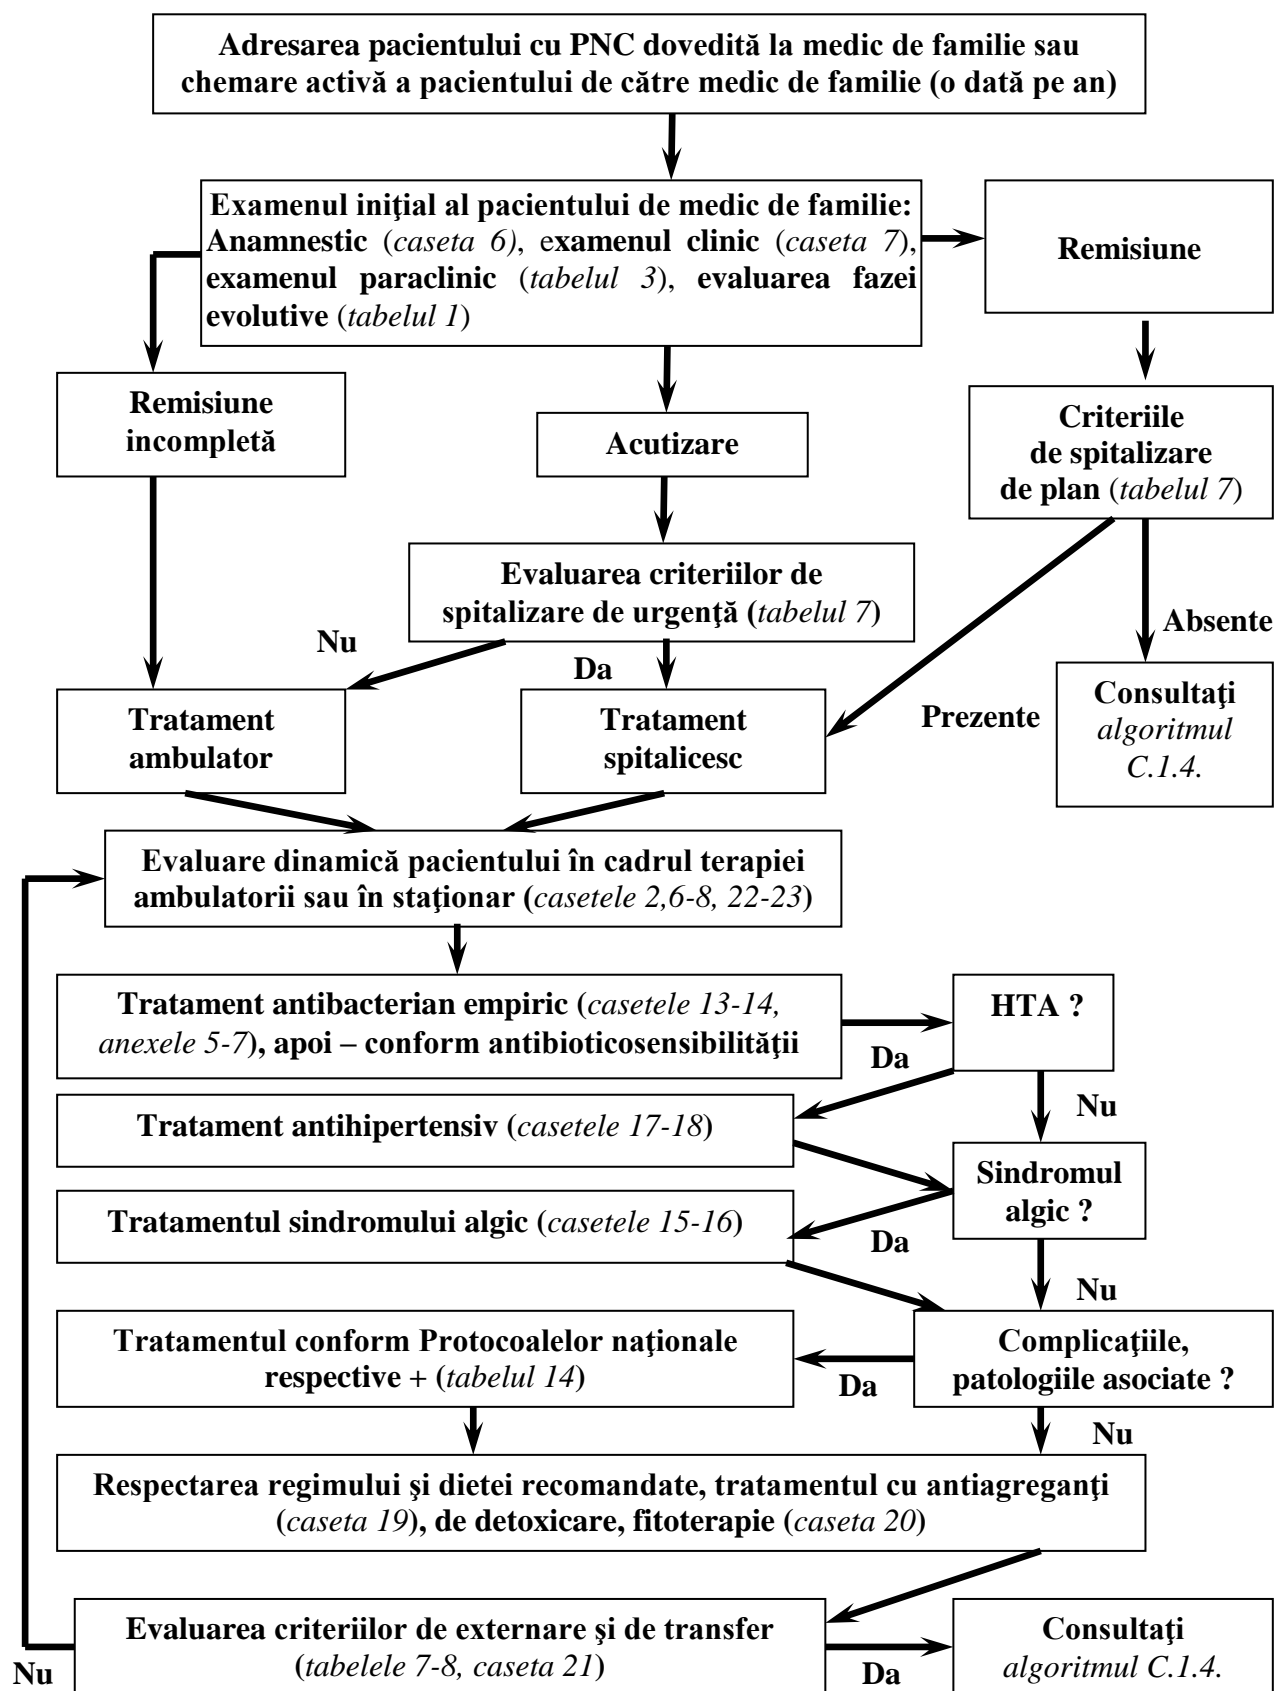 Adresarea pacientului cu PNC dovedită la medic de familie sau
chemare activă a pacientului de către medic de familie (o dată pe an)
Examenul iniţial al pacientului de medic de familie:
Anamnestic (caseta 6), examenul clinic (caseta 7),
examenul paraclinic (tabelul 3), evaluarea fazei
evolutive (tabelul 1)
Remisiune
Remisiune
incompletă
Acutizare
Criteriile
de spitalizare
de plan (tabelul 7)
Evaluarea criteriilor de
spitalizare de urgenţă (tabelul 7)
Nu
Da
Absente
Prezente
Tratament
ambulator
Tratament
spitalicesc
Consultaţi
algoritmul
C.1.4.
Evaluare dinamică pacientului în cadrul terapiei
ambulatorii sau în staţionar (casetele 2,6-8, 22-23)
Tratament antibacterian empiric (casetele 13-14,
anexele 5-7), apoi – conform antibioticosensibilităţii
HTA ?
Da
Nu
Tratament antihipertensiv (casetele 17-18)
Sindromul
algic ?
Tratamentul sindromului algic (casetele 15-16)
Da
Nu
Tratamentul conform Protocoalelor naţionale
respective + (tabelul 14)
Complicaţiile,
patologiile asociate ?
Da
Nu
Respectarea regimului şi dietei recomandate, tratamentul cu antiagreganţi
(caseta 19), de detoxicare, fitoterapie (caseta 20)
Evaluarea criteriilor de externare şi de transfer
(tabelele 7-8, caseta 21)
Nu
Da
Consultaţi
algoritmul C.1.4.